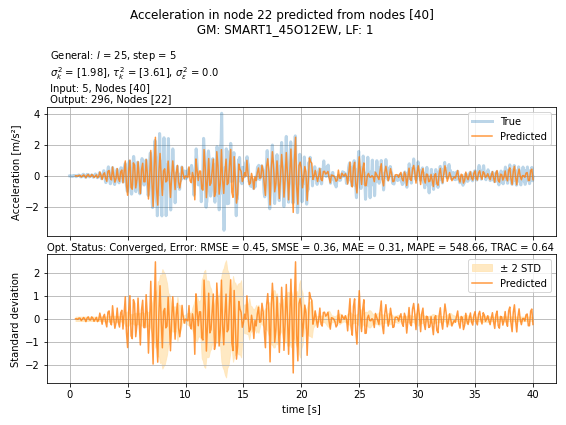 Acceleration in node 22 predicted from nodes [40]
GM: SMART1_45O12EW, LF: 1
General: l = 25, step = 5
σ²ₖ = [1.98], τ²ₖ = [3.61], σ²_ε = 0.0
Input: 5, Nodes [40]
Output: 296, Nodes [22]
4
2
0
−2
Acceleration [m/s²]
True
Predicted
Opt. Status: Converged, Error: RMSE = 0.45, SMSE = 0.36, MAE = 0.31, MAPE = 548.66, TRAC = 0.64
2
1
0
−1
−2
Standard deviation
± 2 STD
Predicted
0 5 10 15 20 25 30 35 40
time [s]